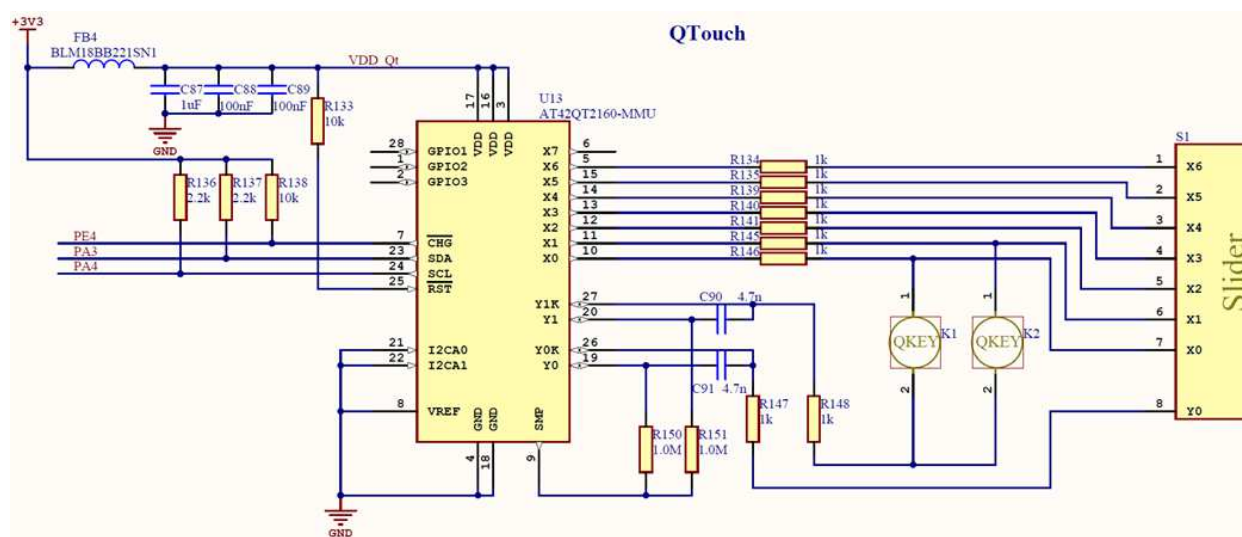 QTouch
+3V3
FB4
BLM18BB221SN1
VDD_Qt
C87
1uF
C88
100nF
C89
100nF
R133
10k
GND
U13
AT42QT2160-MMU
17
16
3
VDD
VDD
VDD
28
GPIO1
1
GPIO2
2
GPIO3
R136
2.2k
R137
2.2k
R138
10k
PE4
7
CHG
PA3
23
SDA
PA4
24
SCL
25
RST
21
I2CA0
22
I2CA1
8
VREF
GND
GND
SMP
4
18
9
GND
X7
6
X6
5
X5
15
X4
14
X3
13
X2
12
X1
11
X0
10
Y1K
27
Y1
20
Y0K
26
Y0
19
R134
1k
R135
1k
R139
1k
R140
1k
R141
1k
R145
1k
R146
1k
C90
4.7n
C91
4.7n
R147
1k
R148
1k
R150
1.0M
R151
1.0M
1
QKEY
K1
2
1
QKEY
K2
2
S1
1
X6
2
X5
3
X4
4
X3
5
X2
6
X1
7
X0
8
Y0
Slider